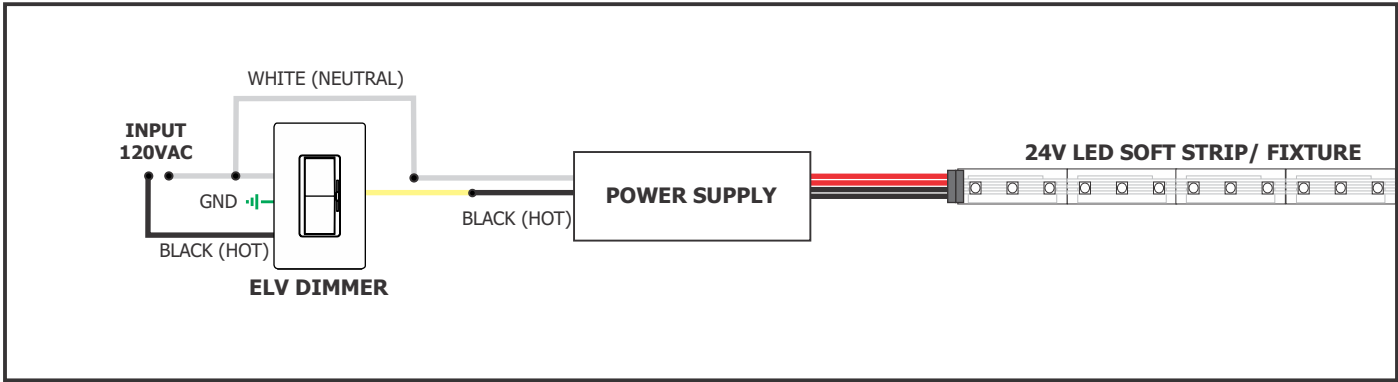 WHITE (NEUTRAL)
INPUT
120VAC
24V LED SOFT STRIP/ FIXTURE
GND
POWER SUPPLY
BLACK (HOT)
BLACK (HOT)
ELV DIMMER